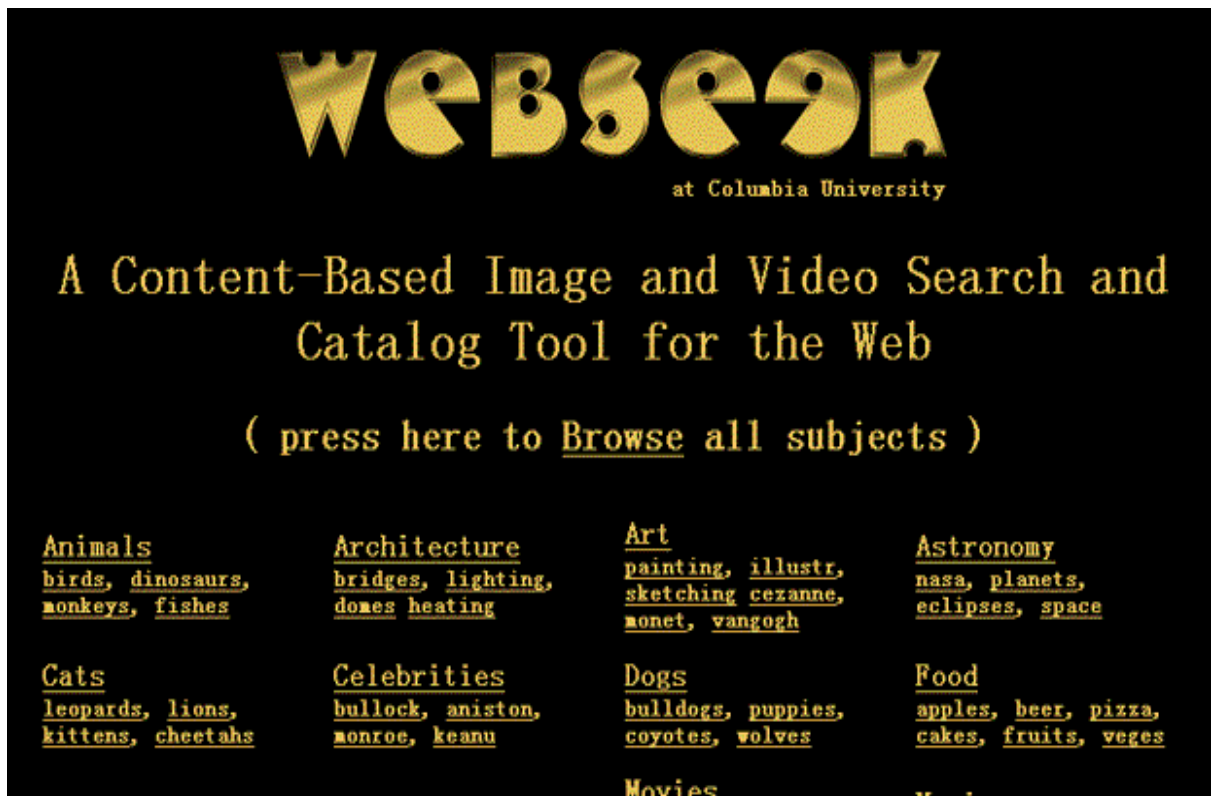 WEBSEEK
at Columbia University
A Content-Based Image and Video Search and
Catalog Tool for the Web
( press here to Browse all subjects )
Animals
birds, dinosaurs,
monkeys, fishes
Architecture
bridges, lighting,
domes heating
Art
painting, illustr,
sketching cezanne,
monet, vangogh
Astronomy
nasa, planets,
eclipses, space
Cats
leopards, lions,
kittens, cheetahs
Celebrities
bullock, aniston,
monroe, keanu
Dogs
bulldogs, puppies,
coyotes, wolves
Food
apples, beer, pizza,
cakes, fruits, veges
Movies